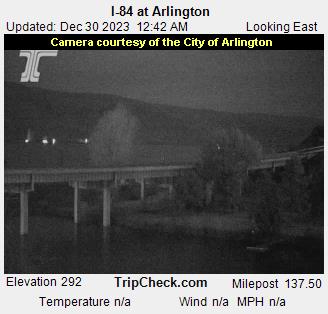 I-84 at Arlington
Updated: Dec 30 2023 12:42 AM Looking East
Camera courtesy of the City of Arlington
Elevation 292 TripCheck.com Milepost 137.50
Temperature n/a Wind n/a MPH n/a